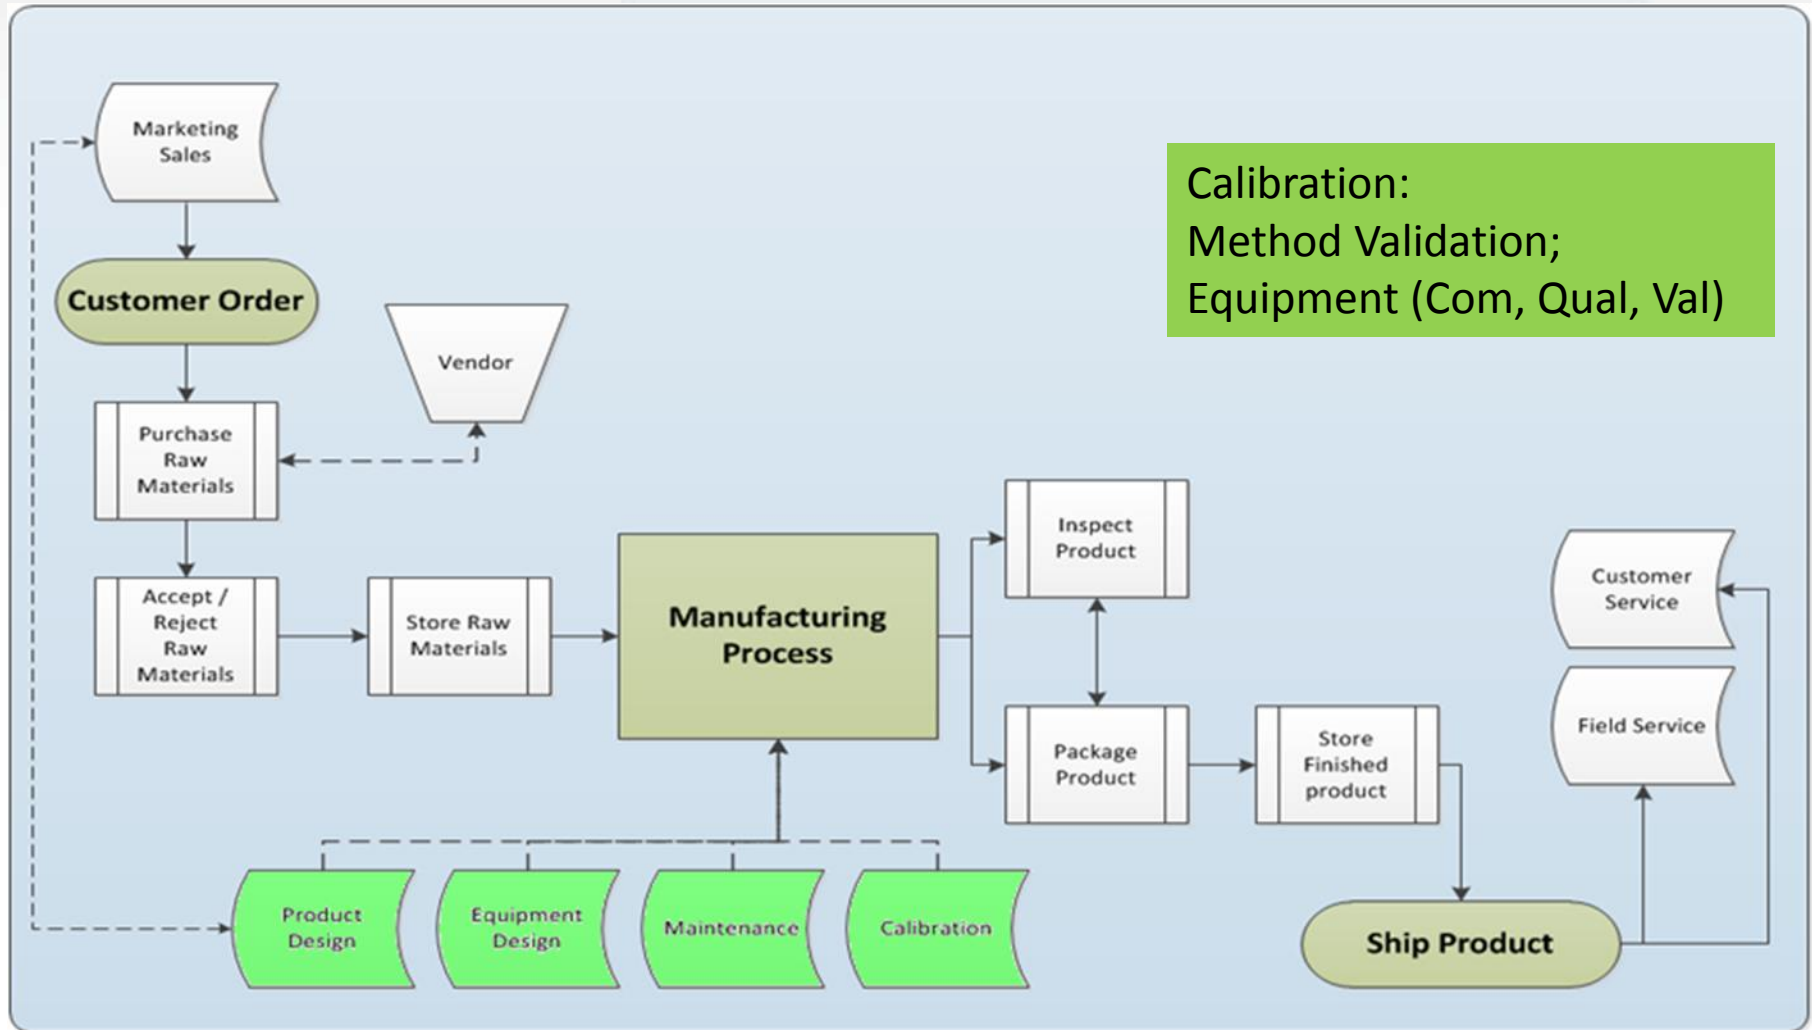 Marketing
Sales
Customer Order
Vendor
Purchase
Raw
Materials
Accept /
Reject
Raw
Materials
Store Raw
Materials
Manufacturing
Process
Inspect
Product
Package
Product
Store
Finished
product
Customer
Service
Field Service
Ship Product
Product
Design
Equipment
Design
Maintenance
Calibration
Calibration:
Method Validation;
Equipment (Com, Qual, Val)